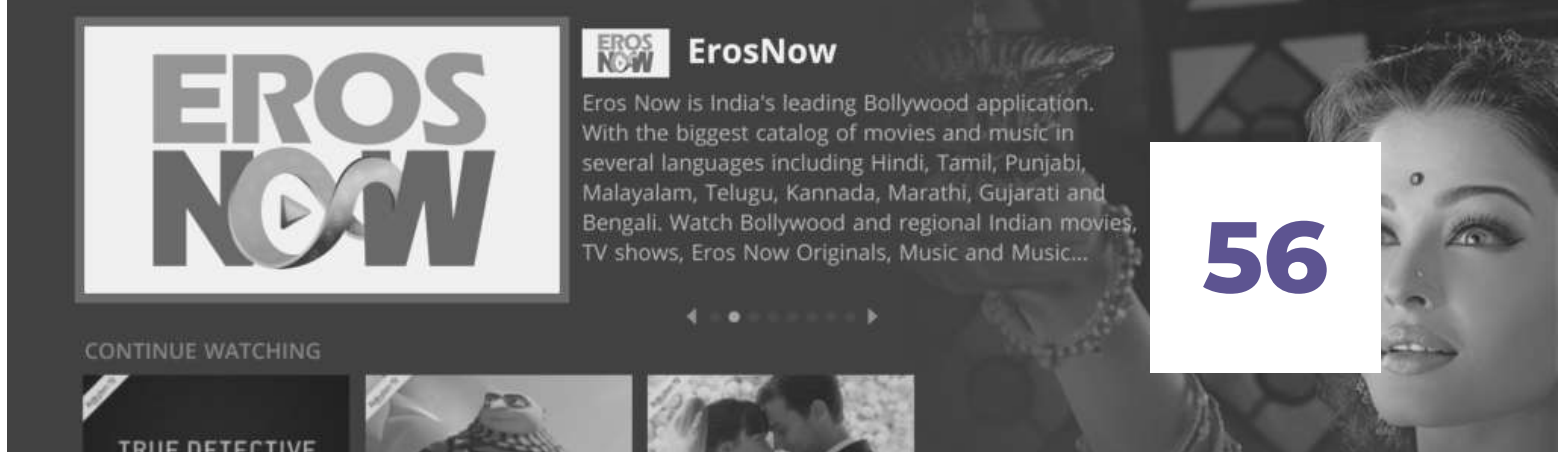 EROS
NOW
EROS
NOW
ErosNow
Eros Now is India's leading Bollywood application.
With the biggest catalog of movies and music in
several languages including Hindi, Tamil, Punjabi,
Malayalam, Telugu, Kannada, Marathi, Gujarati and
Bengali. Watch Bollywood and regional Indian movies,
TV shows, Eros Now Originals, Music and Music...
56
CONTINUE WATCHING
TRUE DETECTIVE